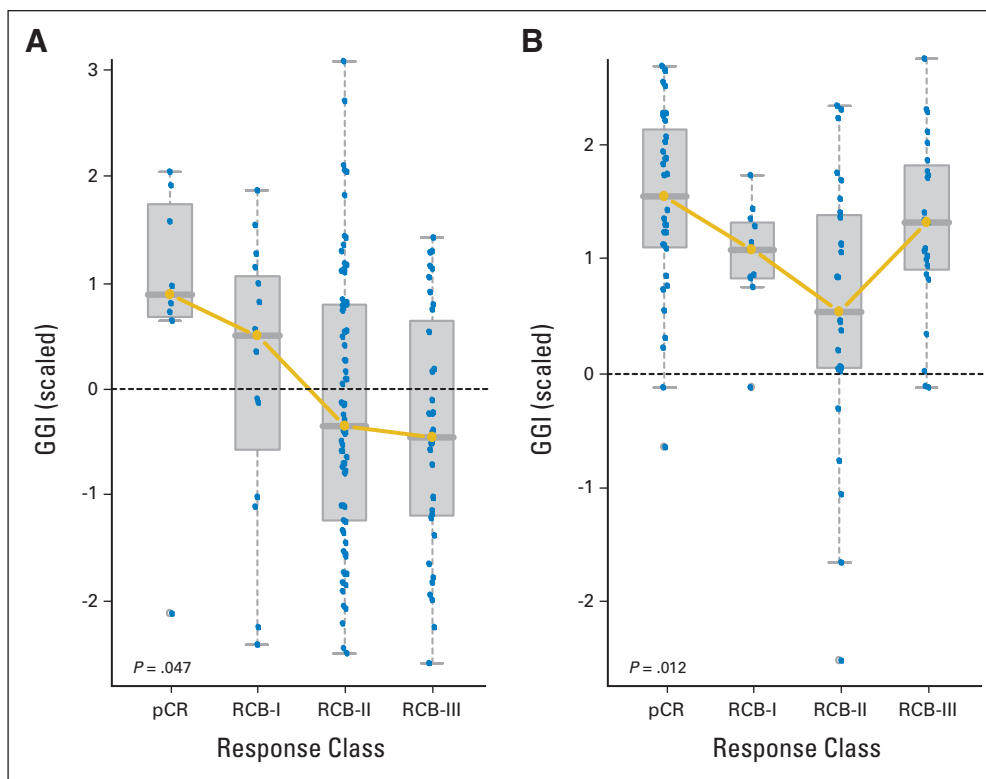 A
3
2
1
0
-1
-2
GGI (scaled)
P = .047
pCR
RCB-I
RCB-II
RCB-III
Response Class
B
2
1
0
-1
-2
GGI (scaled)
P = .012
pCR
RCB-I
RCB-II
RCB-III
Response Class